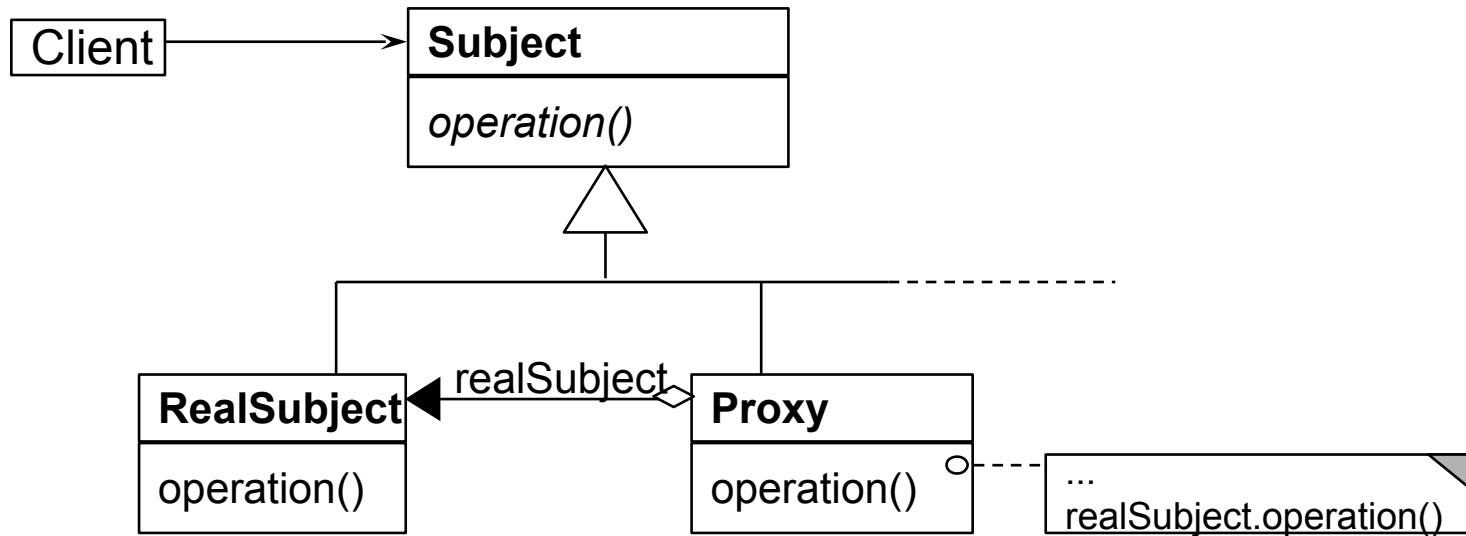 Client
Subject
operation()
realSubject
RealSubject
Proxy
operation()
operation()
...
realSubject.operation()